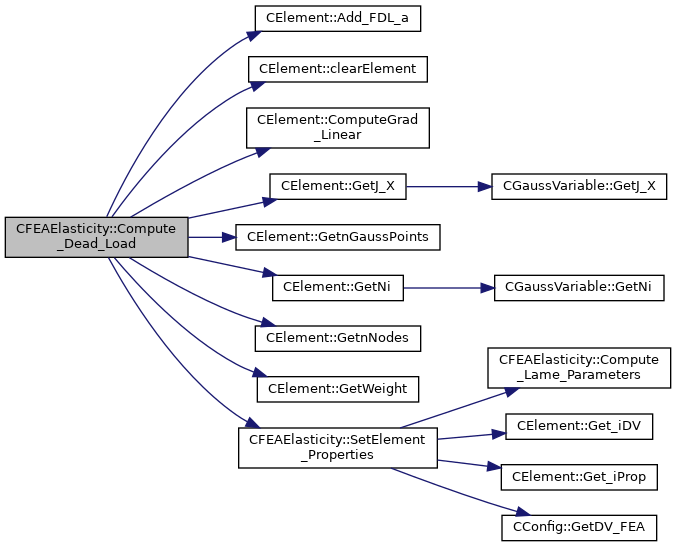 CFEAElasticity::Compute
_Dead_Load
CElement::Add_FDL_a
CElement::clearElement
CElement::ComputeGrad
_Linear
CElement::GetJ_X
CGaussVariable::GetJ_X
CElement::GetnGaussPoints
CElement::GetNi
CGaussVariable::GetNi
CElement::GetnNodes
CElement::GetWeight
CFEAElasticity::SetElement
_Properties
CFEAElasticity::Compute
_Lame_Parameters
CElement::Get_iDV
CElement::Get_iProp
CConfig::GetDV_FEA